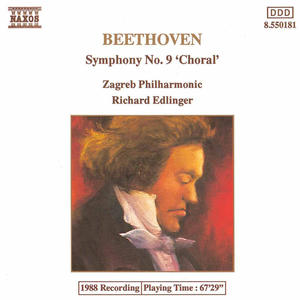 NAXOS
DDD
8.550181
BEETHOVEN
Symphony No. 9 ‘Choral’
Zagreb Philharmonic
Richard Edlinger
1988 Recording
Playing Time : 67'29"